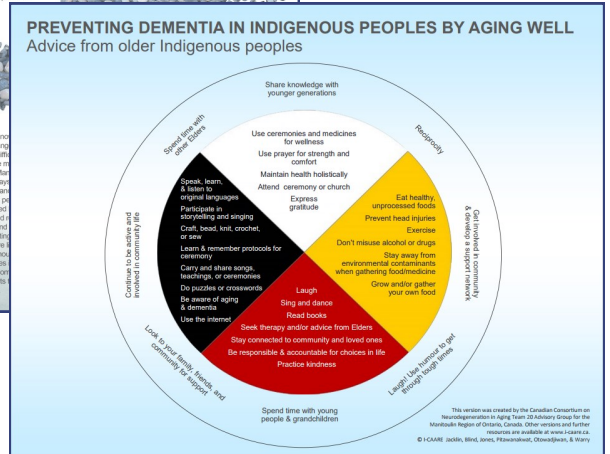 PREVENTING DEMENTIA IN INDIGENOUS PEOPLES BY AGING WELL
Advice from older Indigenous peoples
Share knowledge with
younger generations
Spend time with
other Elders
Reciprocity
Use ceremonies and medicines
for wellness
Use prayer for strength and
comfort
Maintain health holistically
Attend ceremony or church
Express
gratitude
Continue to be active and
involved in community life
Speak, learn,
& listen to
original languages
Participate in
storytelling and singing
Craft, bead, knit, crochet,
or sew
Learn & remember protocols for
ceremony
Carry and share songs,
teachings, or ceremonies
Do puzzles or crosswords
Be aware of aging
& dementia
Use the internet
Eat healthy,
unprocessed foods
Prevent head injuries
Exercise
Don't misuse alcohol or drugs
Stay away from
environmental contaminants
when gathering food/medicine
Grow and/or gather
your own food
Get involved in community
& develop a support network
Laugh
Sing and dance
Read books
Seek therapy and/or advice from Elders
Stay connected to community and loved ones
Be responsible & accountable for choices in life
Practice kindness
Look to your family, friends, and
community for support
Laugh! Use humour to get
through tough times
Spend time with young
people & grandchildren
This version was created by the Canadian Consortium on
Neurodegeneration in Aging Team 20 Advisory Group for the
Manitoulin Region of Ontario, Canada. Other versions and further
resources are available at www.i-caare.ca.
© I-CAARE Jacklin, Blind, Jones, Pitawanakwat, Otowadjiwan, & Warry